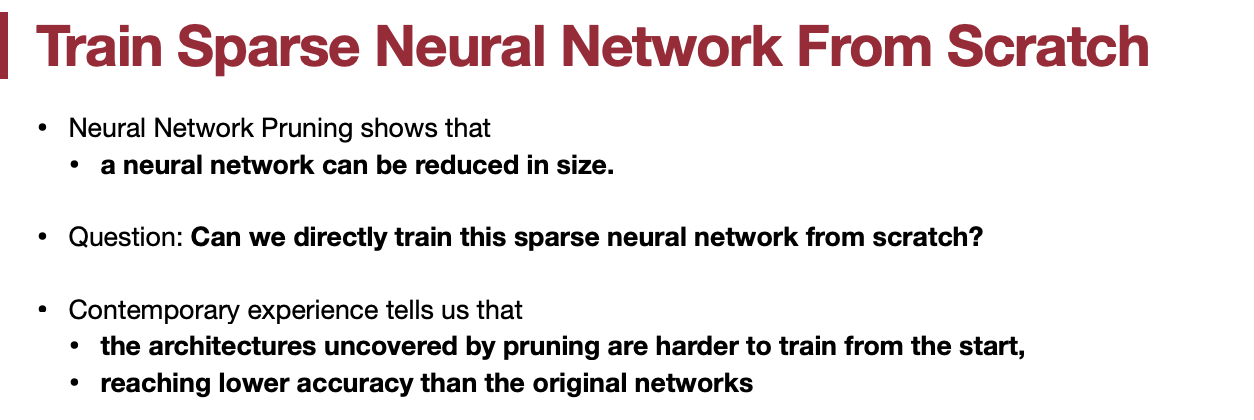 Train Sparse Neural Network From Scratch
• Neural Network Pruning shows that
• a neural network can be reduced in size.
• Question: Can we directly train this sparse neural network from scratch?
• Contemporary experience tells us that
• the architectures uncovered by pruning are harder to train from the start,
• reaching lower accuracy than the original networks